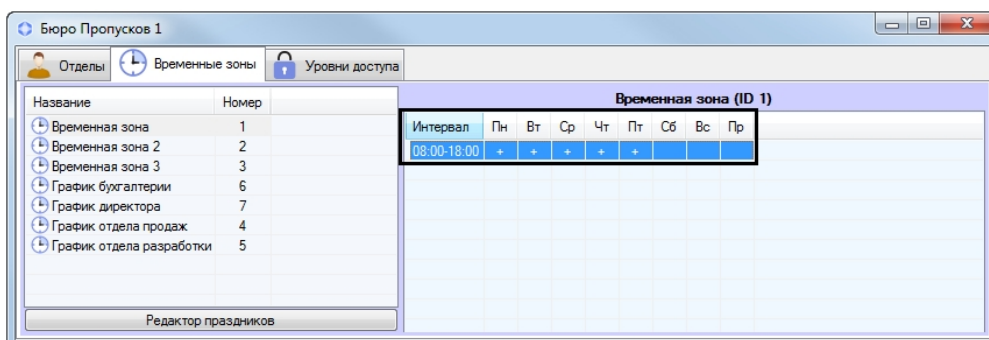 Бюро Пропусков 1
Отделы Временные зоны Уровни доступа
Название Номер
Временная зона 1
Временная зона 2 2
Временная зона 3 3
График бухгалтерии 6
График директора 7
График отдела продаж 4
График отдела разработки 5
Редактор праздников
Временная зона (ID 1)
Интервал Пн Вт Ср Чт Пт Сб Вс Пр
08:00-18:00 + + + + +